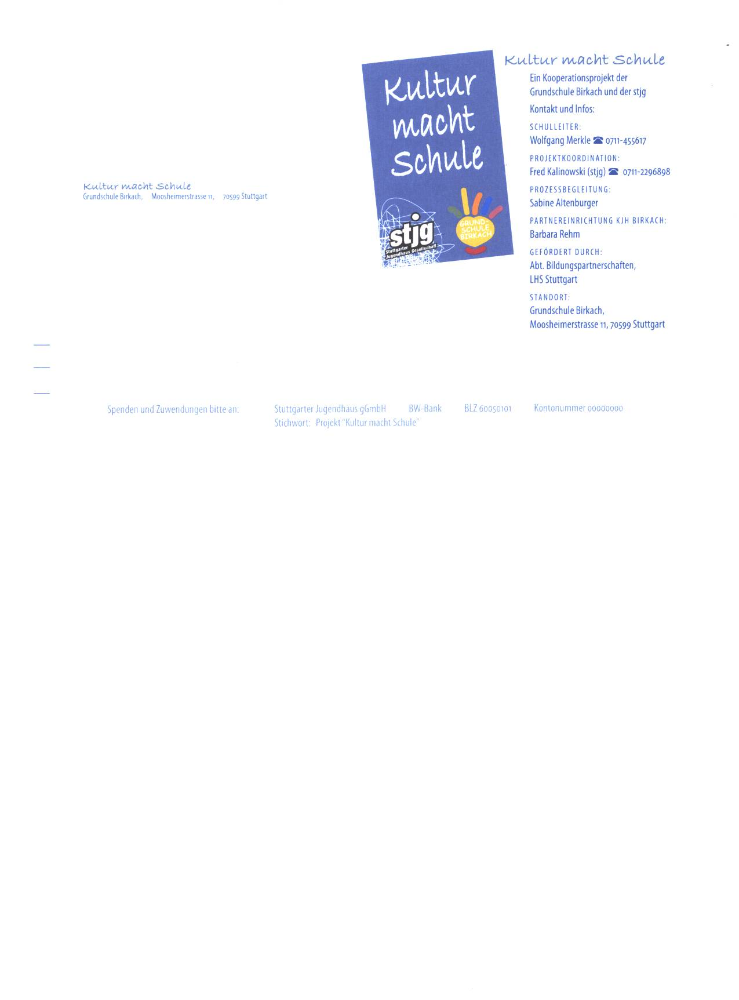 Kultur macht Schule
Ein Kooperationsprojekt der
Grundschule Birkach und der stjg
Kontakt und Infos:
SCHULLEITER:
Wolfgang Merkle ☎ 0711-455617
PROJEKTKOORDINATION:
Fred Kalinowski (stjg) ☎ 0711-2296898
PROZESSBEGLEITUNG:
Sabine Altenburger
PARTNEREINRICHTUNG KJH BIRKACH:
Barbara Rehm
GEFÖRDERT DURCH:
Abt. Bildungspartnerschaften,
LHS Stuttgart
STANDORT:
Grundschule Birkach,
Moosheimerstrasse 11, 70599 Stuttgart
Kultur
macht
Schule
stjg
Stuttgarter
Jugendhaus Gesellschaft
GRUND-
SCHULE
BIRKACH
Kultur macht Schule
Grundschule Birkach, Moosheimerstrasse 11, 70599 Stuttgart
Spenden und Zuwendungen bitte an: Stuttgarter Jugendhaus gGmbH BW-Bank BLZ 60050101 Kontonummer 00000000
Stichwort: Projekt “Kultur macht Schule”